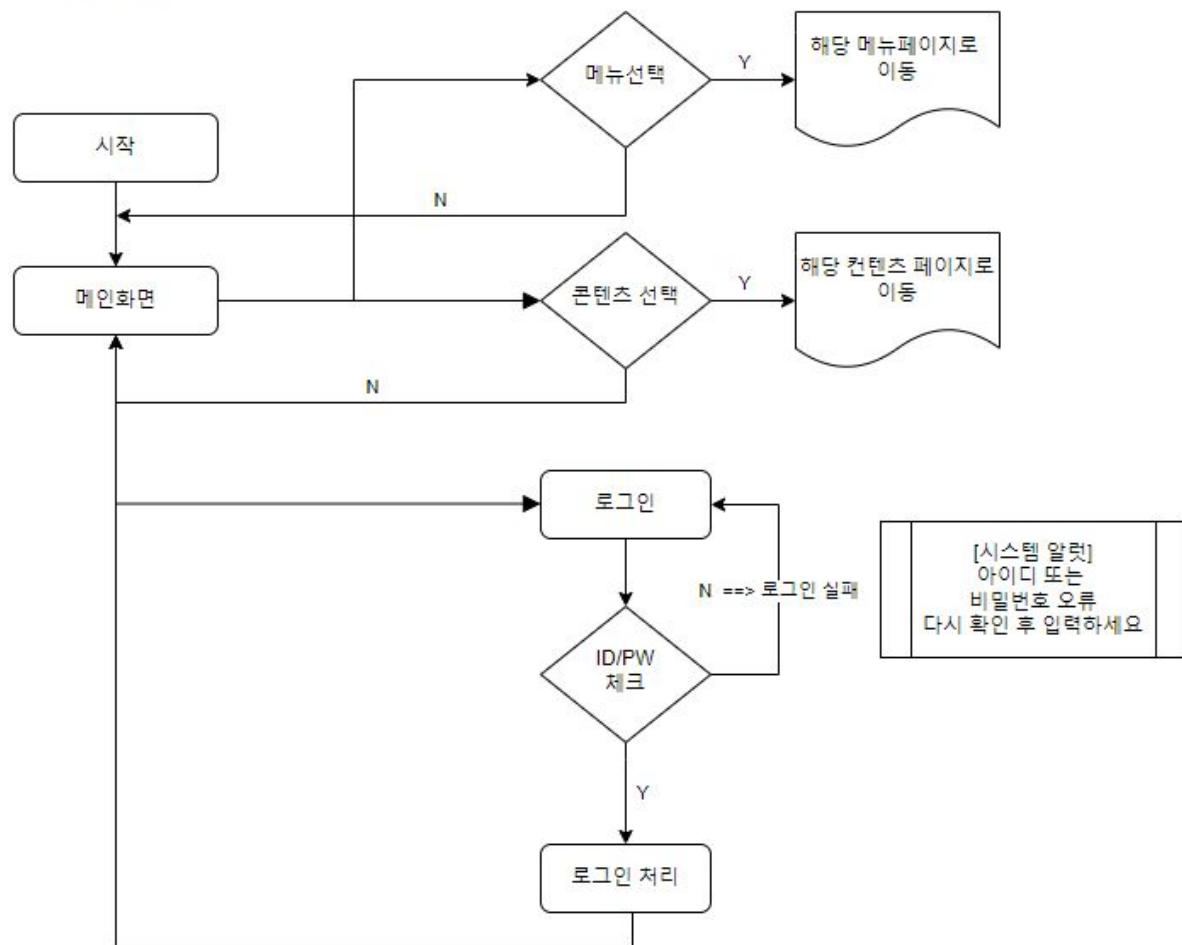 메뉴선택
Y
해당 메뉴페이지로
이동
시작
N
메인화면
콘텐츠 선택
Y
해당 컨텐츠 페이지로
이동
N
로그인
N ==> 로그인 실패
[시스템 알럿]
아이디 또는
비밀번호 오류
다시 확인 후 입력하세요
ID/PW
체크
Y
로그인 처리